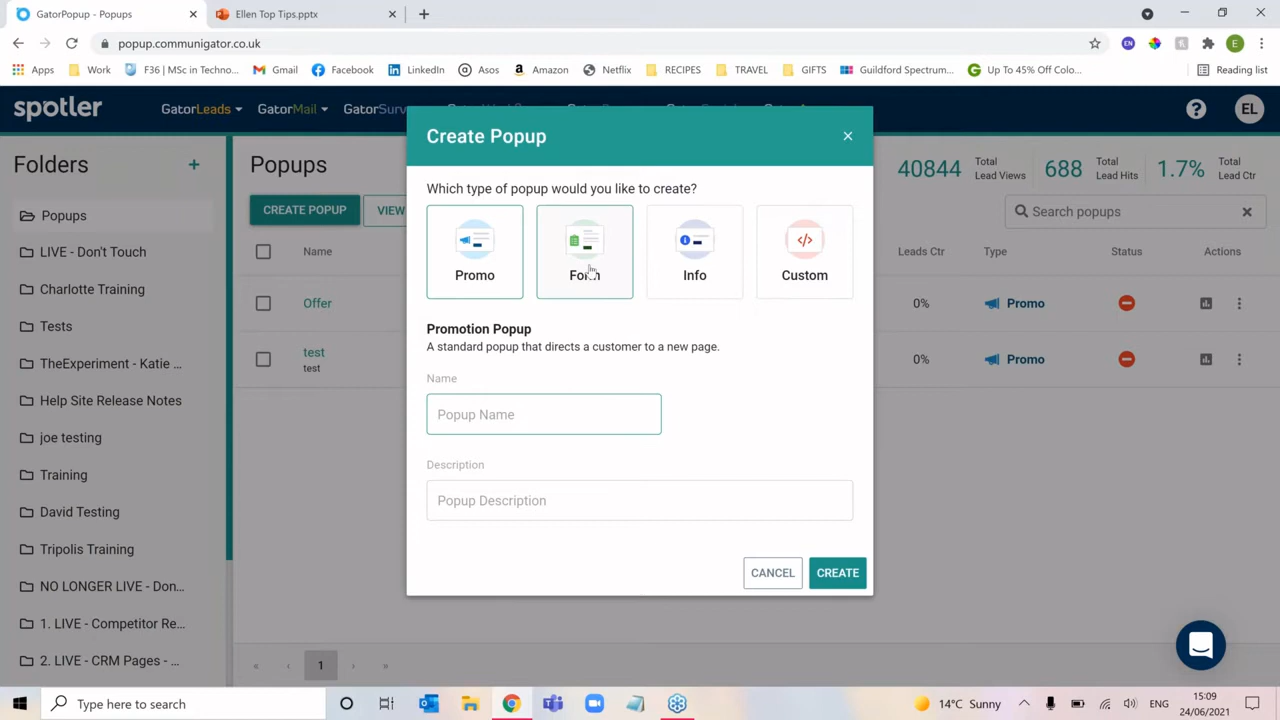 GatorPopup - Popups
Ellen Top Tips.pptx
popup.communigator.co.uk
EN
E
Apps
Work
F36 | MSc in Techno...
Gmail
Facebook
LinkedIn
Asos
Amazon
Netflix
RECIPES
TRAVEL
GIFTS
Guildford Spectrum...
Up To 45% Off Colo...
Reading list
spotler
GatorLeads
GatorMail
GatorSurv
?
EL
Folders
+
Popups
LIVE - Don't Touch
Charlotte Training
Tests
TheExperiment - Katie ...
Help Site Release Notes
joe testing
Training
David Testing
Tripolis Training
NO LONGER LIVE - Don...
1. LIVE - Competitor Re...
2. LIVE - CRM Pages - ...
Popups
40844 Total Lead Views
688 Total Lead Hits
1.7% Total Lead Ctr
CREATE POPUP
VIEW
Search popups
Name
Leads Ctr
Type
Status
Actions
Offer
0%
Promo
test
test
0%
Promo
« ‹ 1 › »
Create Popup
Which type of popup would you like to create?
Promo
Form
Info
Custom
Promotion Popup
A standard popup that directs a customer to a new page.
Name
Popup Name
Description
Popup Description
CANCEL
CREATE
Type here to search
14°C Sunny
ENG
15:09
24/06/2021